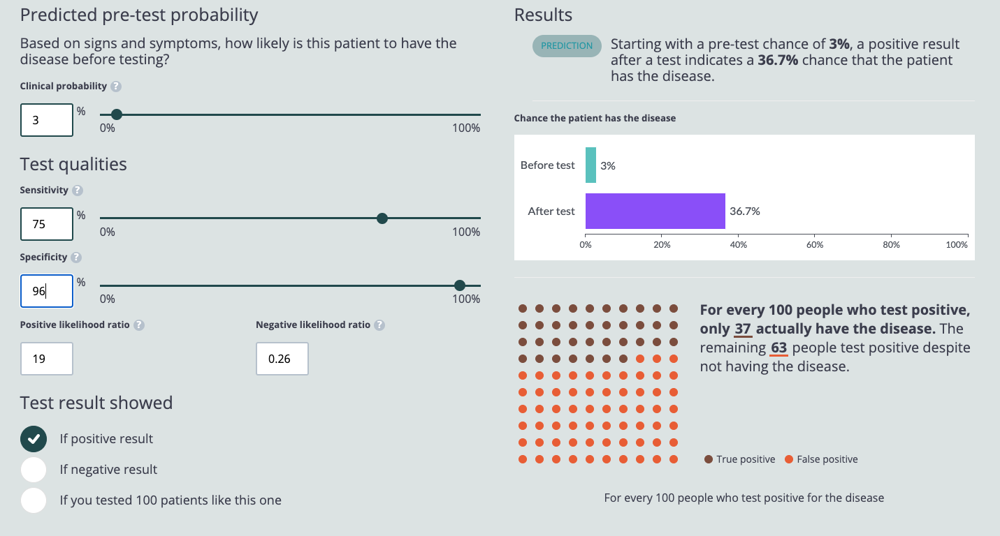 Predicted pre-test probability
Based on signs and symptoms, how likely is this patient to have the
disease before testing?
Clinical probability ?
3 %
0% 100%
Test qualities
Sensitivity ?
75 %
0% 100%
Specificity ?
96 %
0% 100%
Positive likelihood ratio ?
19
Negative likelihood ratio ?
0.26
Test result showed
If positive result
If negative result
If you tested 100 patients like this one
Results
PREDICTION
Starting with a pre-test chance of 3%, a positive result
after a test indicates a 36.7% chance that the patient
has the disease.
Chance the patient has the disease
Before test 3%
After test 36.7%
0% 20% 40% 60% 80% 100%
For every 100 people who test positive,
only 37 actually have the disease. The
remaining 63 people test positive despite
not having the disease.
True positive False positive
For every 100 people who test positive for the disease